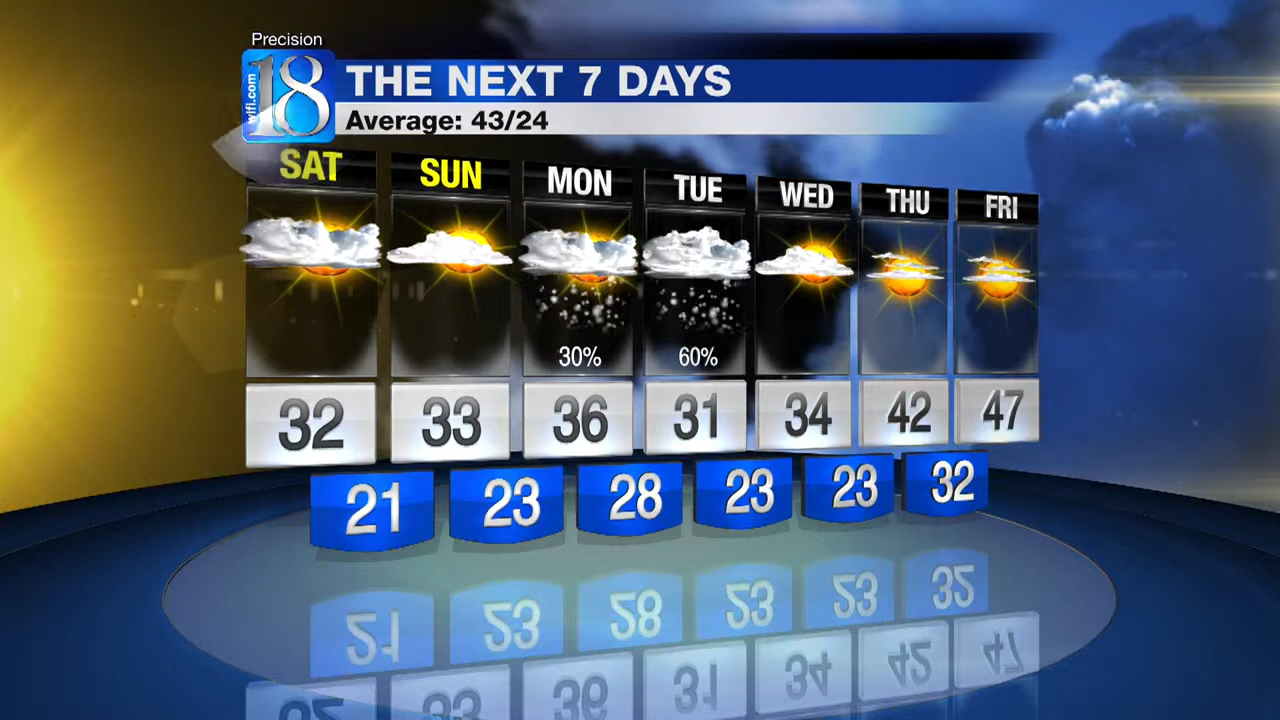 Precision
wlfi.com
18
THE NEXT 7 DAYS
Average: 43/24
SAT SUN MON TUE WED THU FRI
30% 60%
32 33 36 31 34 42 47
21 23 28 23 23 32